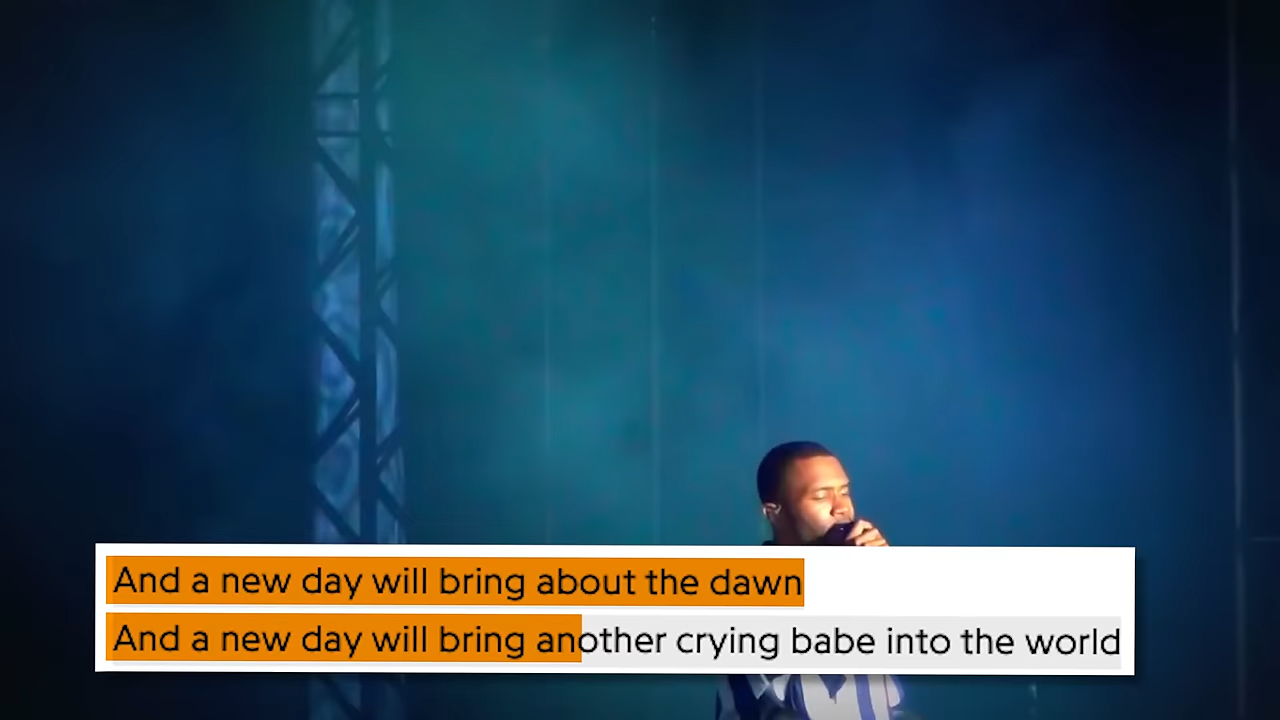 And a new day will bring about the dawn
And a new day will bring another crying babe into the world